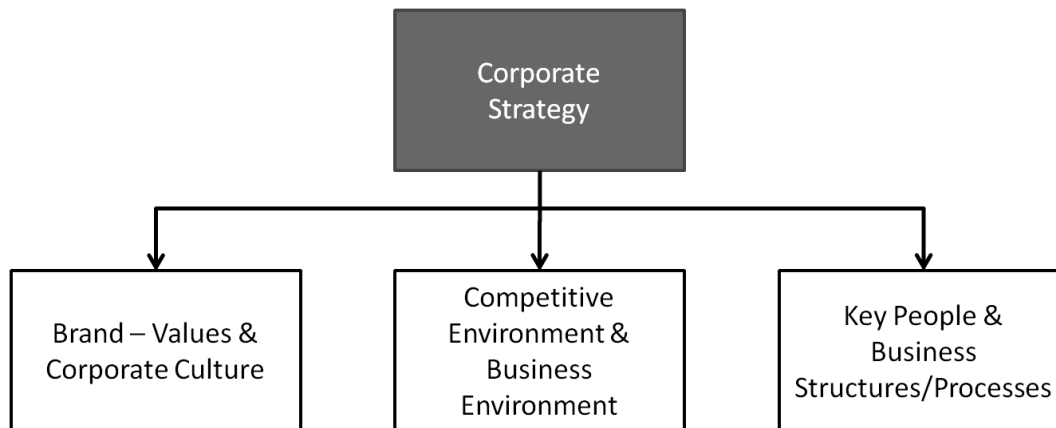 Corporate
Strategy
Brand – Values &
Corporate Culture
Competitive
Environment &
Business
Environment
Key People &
Business
Structures/Processes